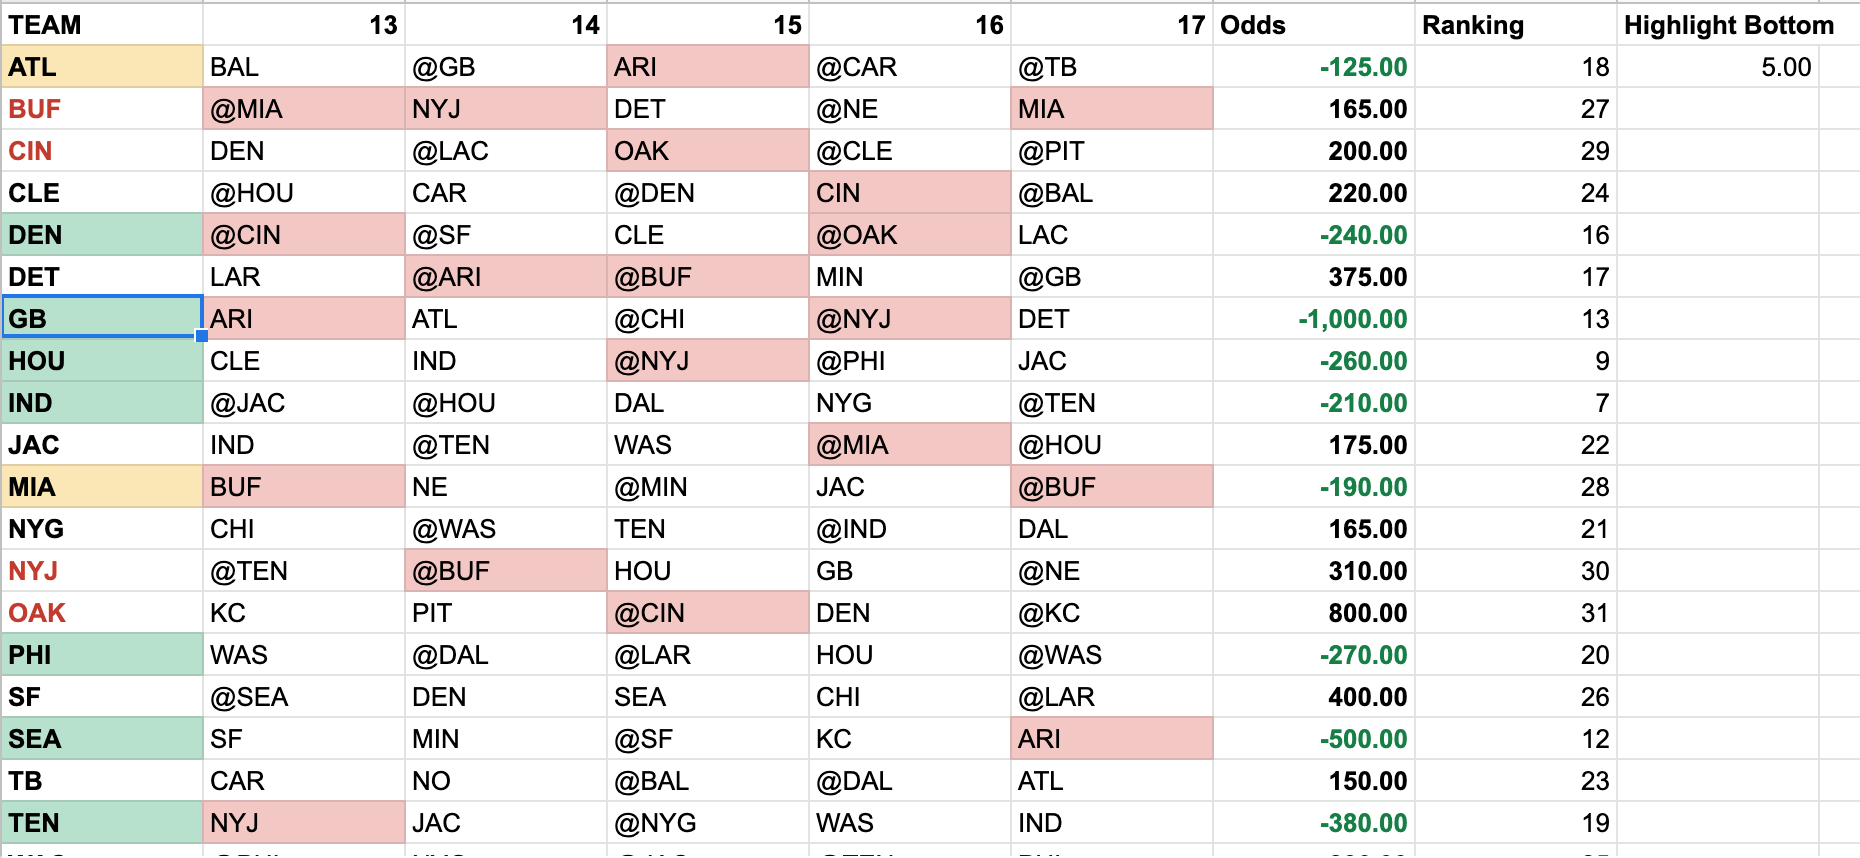 TEAM 13 14 15 16 17 Odds Ranking Highlight Bottom
ATL BAL @GB ARI @CAR @TB -125.00 18 5.00
BUF @MIA NYJ DET @NE MIA 165.00 27
CIN DEN @LAC OAK @CLE @PIT 200.00 29
CLE @HOU CAR @DEN CIN @BAL 220.00 24
DEN @CIN @SF CLE @OAK LAC -240.00 16
DET LAR @ARI @BUF MIN @GB 375.00 17
GB ARI ATL @CHI @NYJ DET -1,000.00 13
HOU CLE IND @NYJ @PHI JAC -260.00 9
IND @JAC @HOU DAL NYG @TEN -210.00 7
JAC IND @TEN WAS @MIA @HOU 175.00 22
MIA BUF NE @MIN JAC @BUF -190.00 28
NYG CHI @WAS TEN @IND DAL 165.00 21
NYJ @TEN @BUF HOU GB @NE 310.00 30
OAK KC PIT @CIN DEN @KC 800.00 31
PHI WAS @DAL @LAR HOU @WAS -270.00 20
SF @SEA DEN SEA CHI @LAR 400.00 26
SEA SF MIN @SF KC ARI -500.00 12
TB CAR NO @BAL @DAL ATL 150.00 23
TEN NYJ JAC @NYG WAS IND -380.00 19